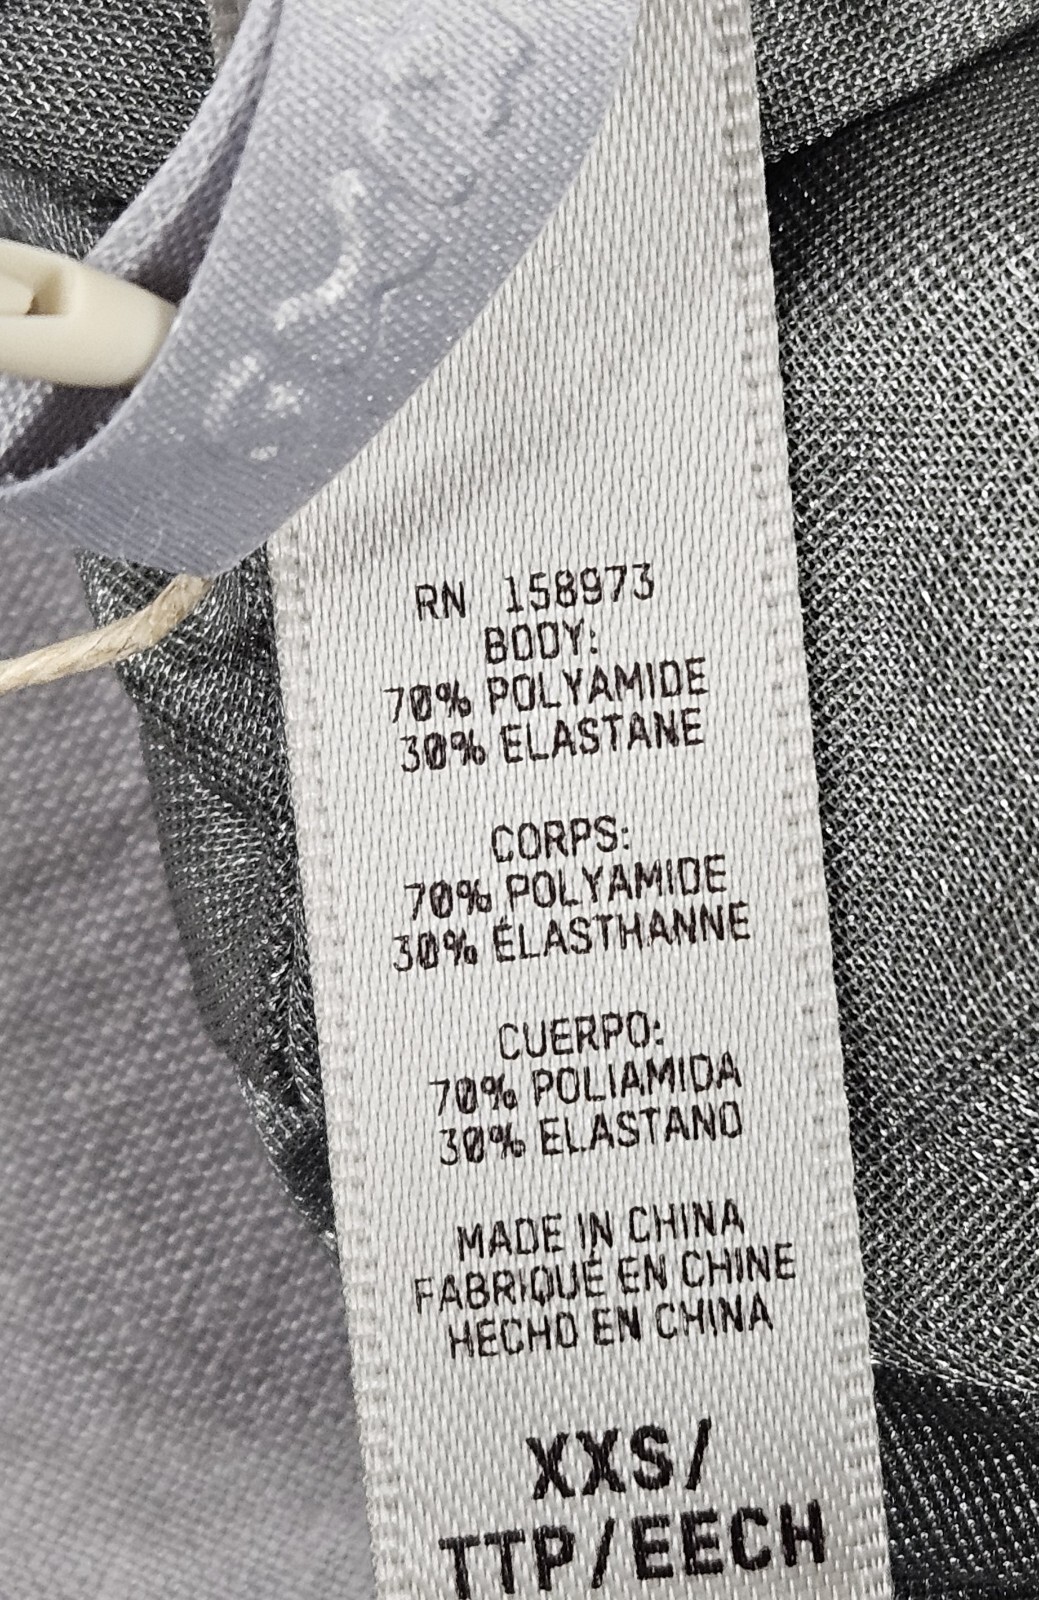 RN 158973
BODY:
70% POLYAMIDE
30% ELASTANE
CORPS:
70% POLYAMIDE
30% ÉLASTHANNE
CUERPO:
70% POLIAMIDA
30% ELASTANO
MADE IN CHINA
FABRIQUÉ EN CHINE
HECHO EN CHINA
XXS/
TTP/EECH